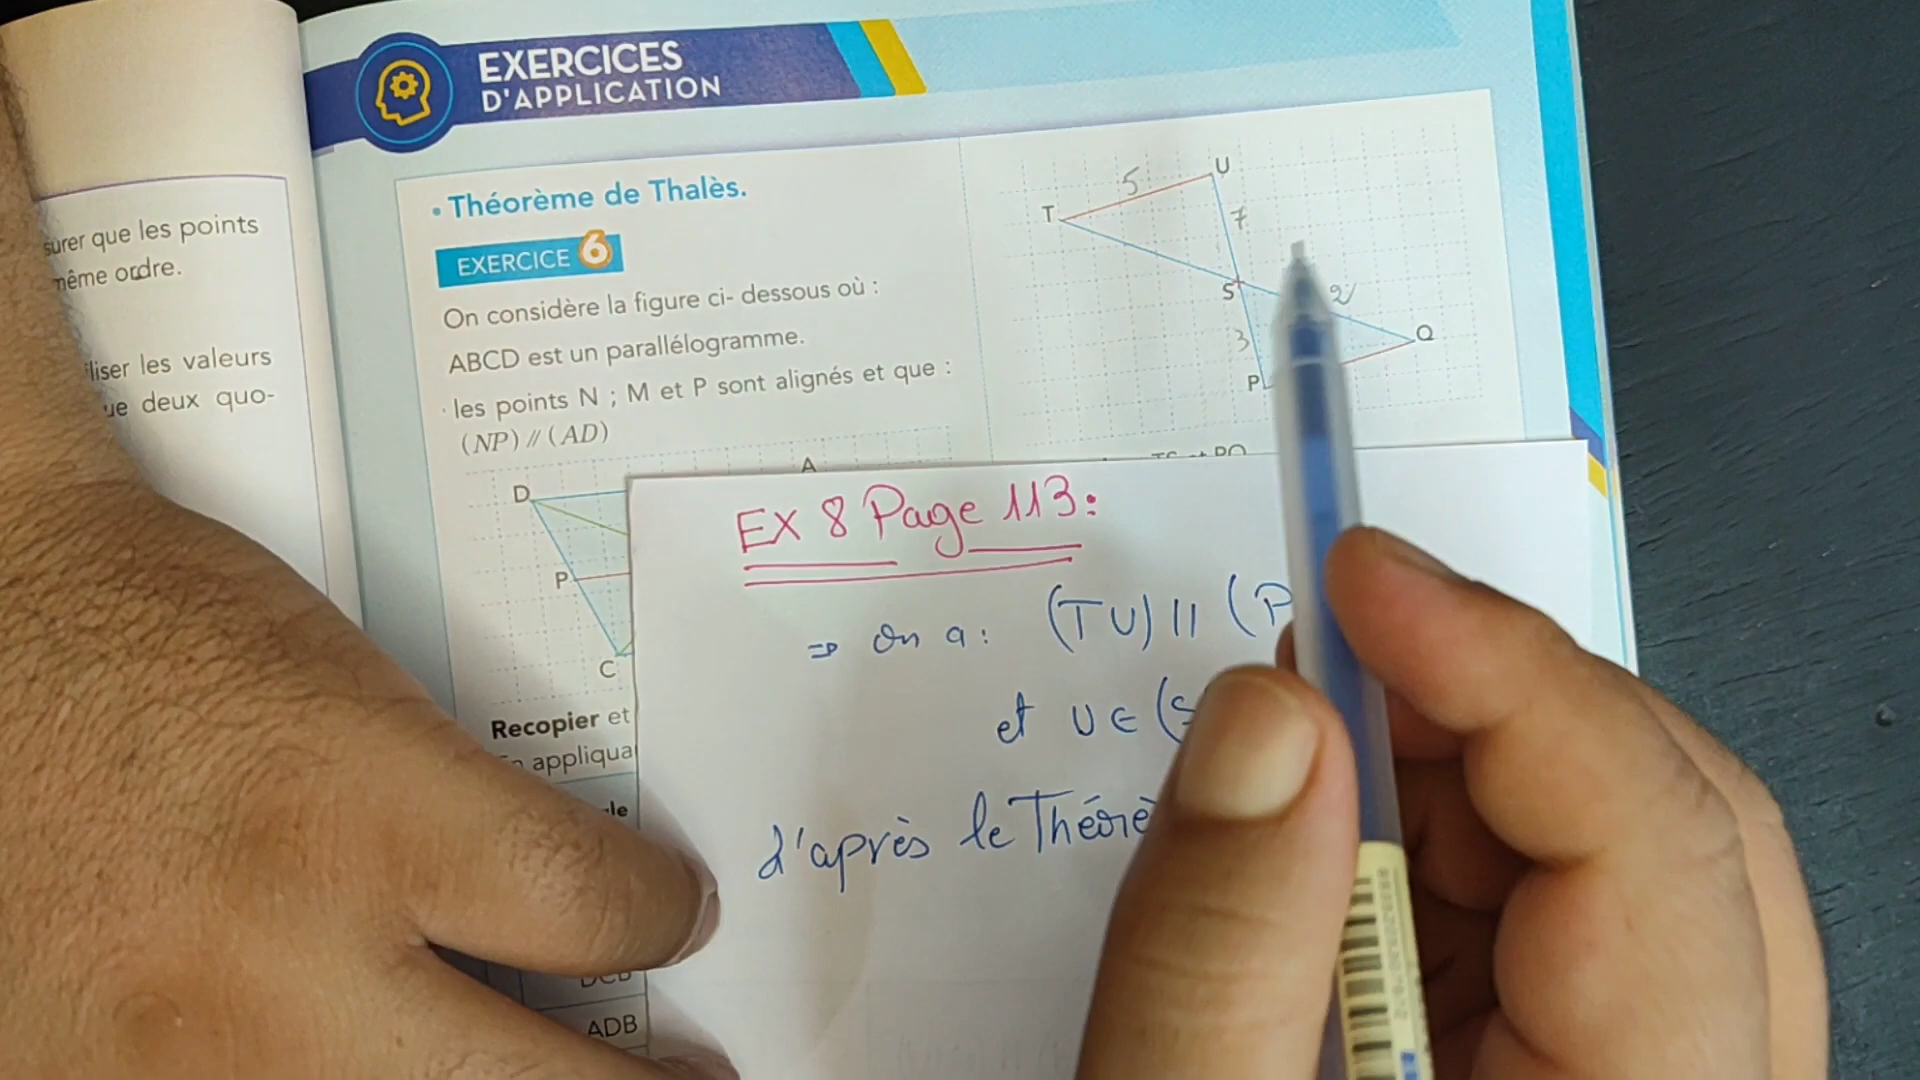 EXERCICES
D'APPLICATION
surer que les points
même ordre.
iliser les valeurs
ue deux quo-
• Théorème de Thalès.
EXERCICE 6
On considère la figure ci- dessous où :
ABCD est un parallélogramme.
les points N ; M et P sont alignés et que :
(NP) // (AD)
A
D
P
C
Recopier et
appliqua
DCB
ADB
T
5
U
7
S
2
3
Q
P
EX 8 Page 113:
⇒ on a: (TU) // (P
et U ∈ (S
d'après le Théorè